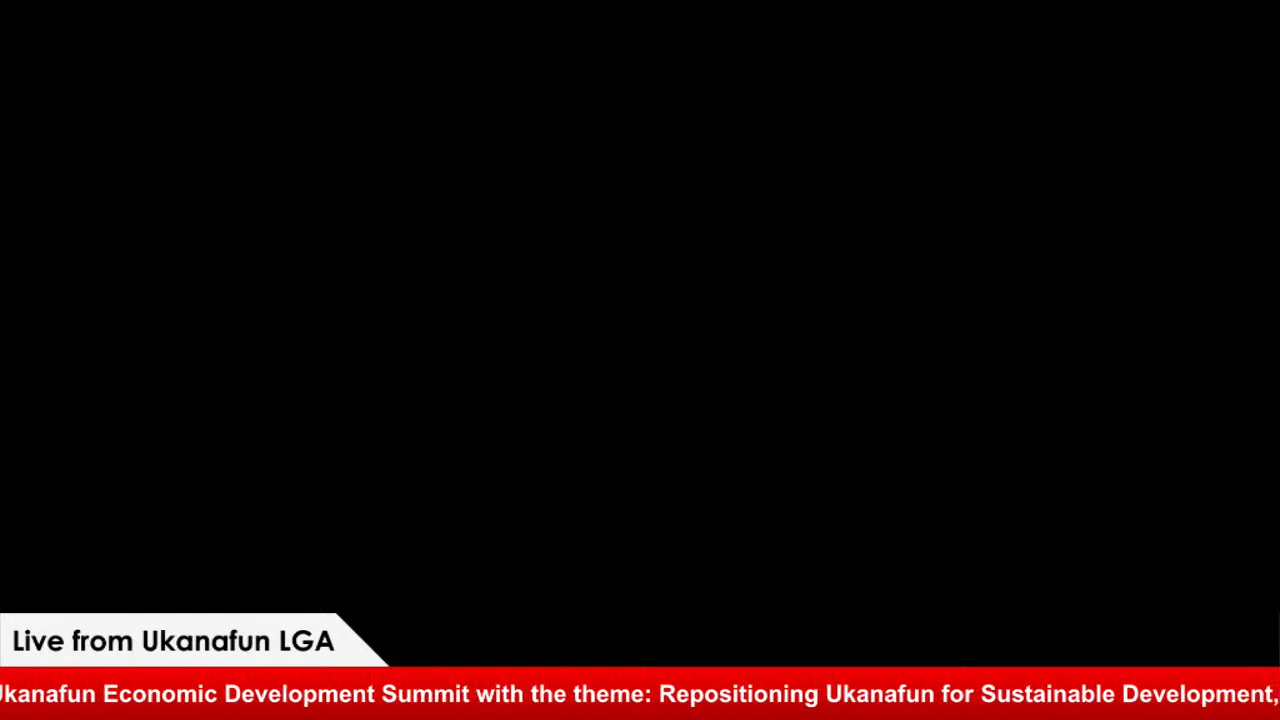 Live from Ukanafun LGA
Ukanafun Economic Development Summit with the theme: Repositioning Ukanafun for Sustainable Development,